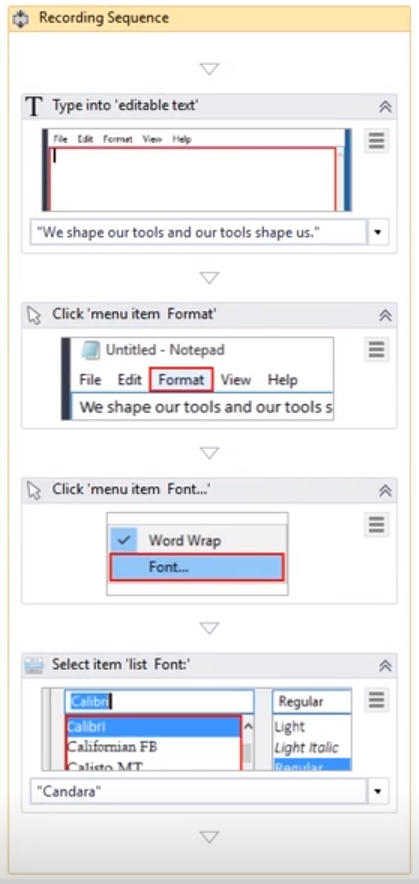 Recording Sequence
T Type into 'editable text'
File Edit Format View Help
"We shape our tools and our tools shape us."
Click 'menu item Format'
Untitled - Notepad
File Edit Format View Help
We shape our tools and our tools s
Click 'menu item Font...'
Word Wrap
Font...
Select item 'list Font:'
Calibri Regular
Calibri Light
Californian FB Light Italic
Calisto MT Regular
"Candara"